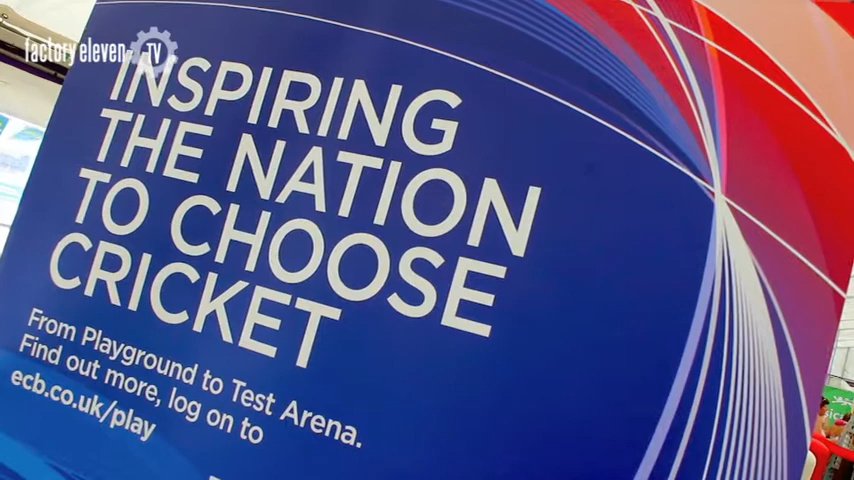 factory eleven TV
INSPIRING
THE NATION
TO CHOOSE
CRICKET
From Playground to Test Arena.
Find out more, log on to
ecb.co.uk/play